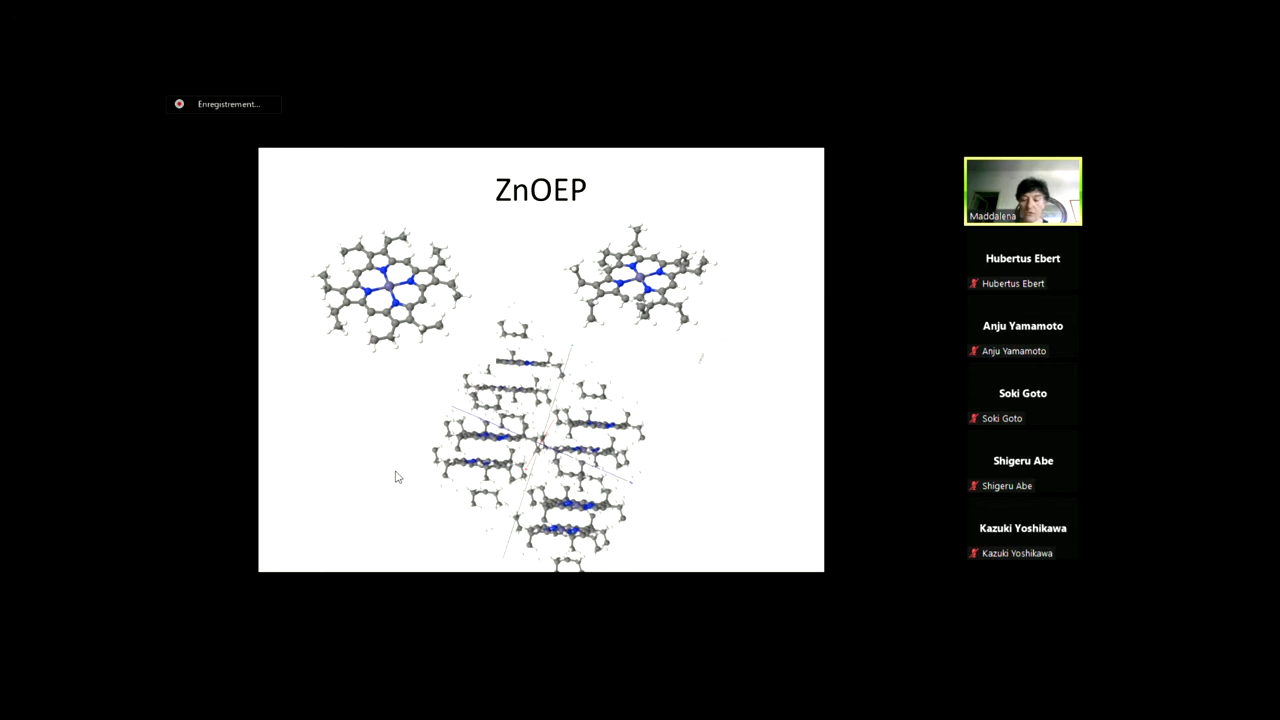 Enregistrement...
ZnOEP
Maddalena
Hubertus Ebert
Hubertus Ebert
Anju Yamamoto
Anju Yamamoto
Soki Goto
Soki Goto
Shigeru Abe
Shigeru Abe
Kazuki Yoshikawa
Kazuki Yoshikawa